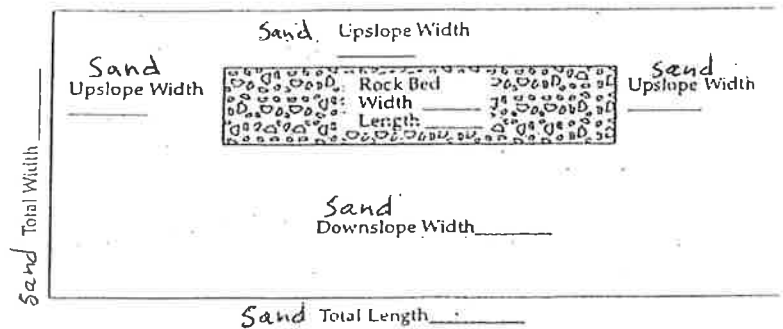 Sand Upslope Width
Sand
Upslope Width
Rock Bed
Width
Length
Sand
Upslope Width
Sand
Downslope Width
Sand Total Width
Sand Total Length